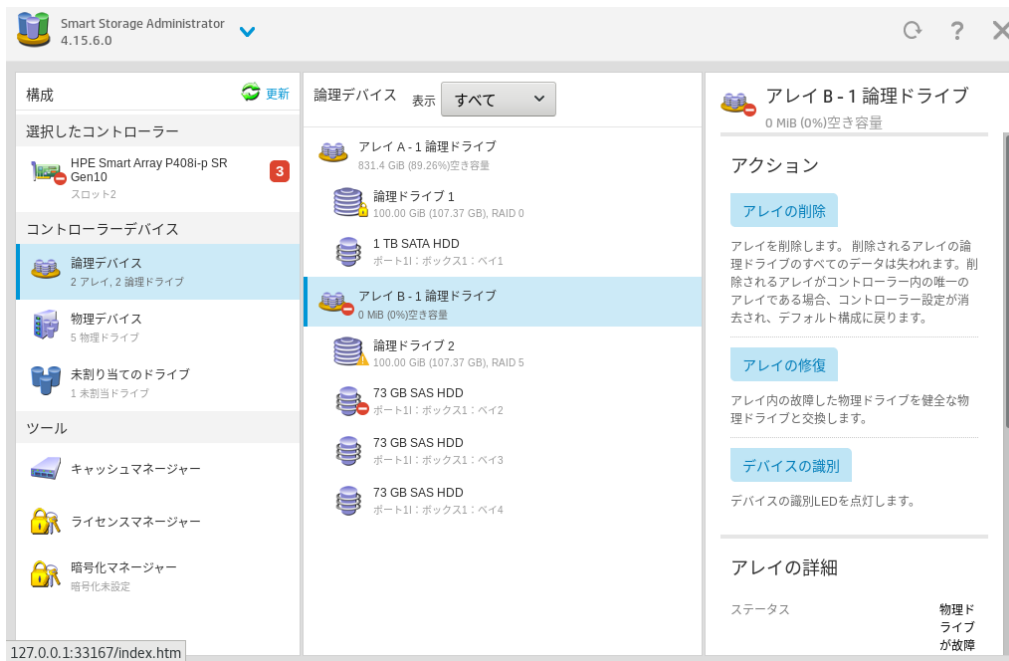 Smart Storage Administrator
4.15.6.0
構成
更新
選択したコントローラー
HPE Smart Array P408i-p SR
Gen10
スロット2
3
コントローラーデバイス
論理デバイス
2 アレイ, 2 論理ドライブ
物理デバイス
5 物理ドライブ
未割り当てのドライブ
1 未割当ドライブ
ツール
キャッシュマネージャー
ライセンスマネージャー
暗号化マネージャー
暗号化未設定
127.0.0.1:33167/index.htm
論理デバイス 表示 すべて
アレイ A - 1 論理ドライブ
831.4 GiB (89.26%)空き容量
論理ドライブ 1
100.00 GiB (107.37 GB), RAID 0
1 TB SATA HDD
ポート1I：ボックス1：ベイ1
アレイ B - 1 論理ドライブ
0 MiB (0%)空き容量
論理ドライブ 2
100.00 GiB (107.37 GB), RAID 5
73 GB SAS HDD
ポート1I：ボックス1：ベイ2
73 GB SAS HDD
ポート1I：ボックス1：ベイ3
73 GB SAS HDD
ポート1I：ボックス1：ベイ4
アレイ B - 1 論理ドライブ
0 MiB (0%)空き容量
アクション
アレイの削除
アレイを削除します。 削除されるアレイの論
理ドライブのすべてのデータは失われます。削
除されるアレイがコントローラー内の唯一の
アレイである場合、コントローラー設定が消
去され、デフォルト構成に戻ります。
アレイの修復
アレイ内の故障した物理ドライブを健全な物
理ドライブと交換します。
デバイスの識別
デバイスの識別LEDを点灯します。
アレイの詳細
ステータス
物理ド
ライブ
が故障